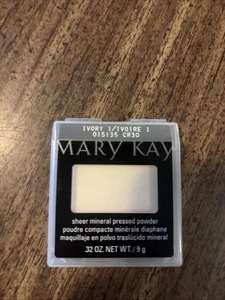 IVORY 1/IVOIRE 1
015135 CR30
MARY KAY
sheer mineral pressed powder
poudre compacte minérale diaphane
maquillaje en polvo traslúcido mineral
.32 OZ. NET WT. / 9 g